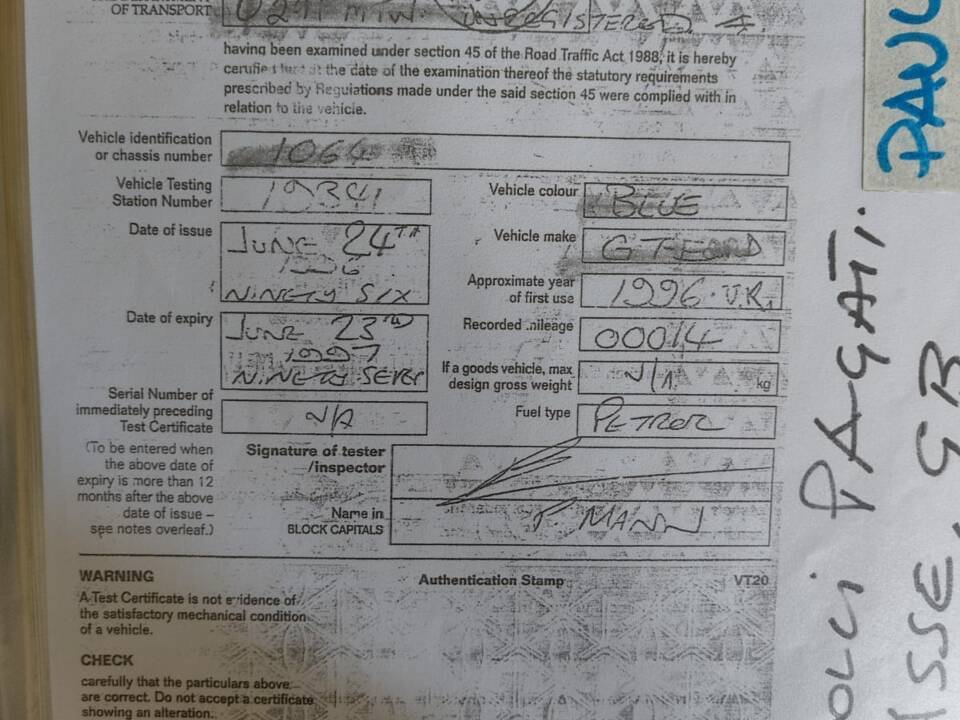 OF TRANSPORT
UNREGISTERED
having been examined under section 45 of the Road Traffic Act 1988, it is hereby
certifie that at the date of the examination thereof the statutory requirements
prescribed by Regulations made under the said section 45 were complied with in
relation to the vehicle.
Vehicle identification
or chassis number
1064
Vehicle Testing
Station Number
19341
Vehicle colour
BLUE
Date of issue
JUNE 24TH
1996
NINETY SIX
Vehicle make
GT FORD
Approximate year
of first use
1996. U.R.
Date of expiry
JUNE 23RD
1997
NINETY SEVEN
Recorded mileage
00014
If a goods vehicle, max
design gross weight
N/A
kg
Serial Number of
immediately preceding
Test Certificate
N/A
Fuel type
PETROL
(To be entered when
the above date of
expiry is more than 12
months after the above
date of issue –
see notes overleaf.)
Signature of tester
/inspector
Name in
BLOCK CAPITALS
T. MANN
WARNING
A Test Certificate is not evidence of
the satisfactory mechanical condition
of a vehicle.
Authentication Stamp
VT20
CHECK
carefully that the particulars above
are correct. Do not accept a certificate
showing an alteration.
PAGATI.
GB